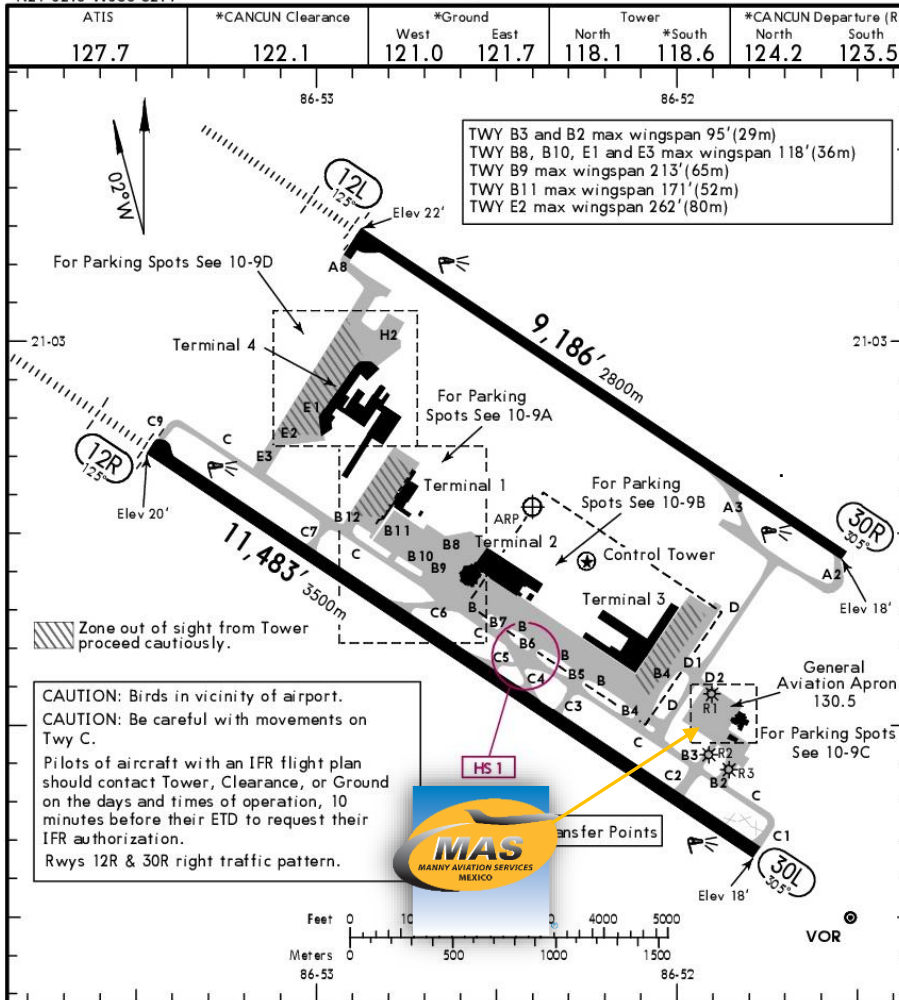 ATIS
127.7
*CANCUN Clearance
122.1
*Ground
West East
121.0 121.7
Tower
North *South
118.1 118.6
*CANCUN Departure (R
North South
124.2 123.5
86-53
86-52
TWY B3 and B2 max wingspan 95'(29m)
TWY B8, B10, E1 and E3 max wingspan 118'(36m)
TWY B9 max wingspan 213'(65m)
TWY B11 max wingspan 171'(52m)
TWY E2 max wingspan 262'(80m)
02°W
12L
125°
Elev 22'
A8
For Parking Spots See 10-9D
H2
21-03
21-03
Terminal 4
9,186' 2800m
E1
E2
E3
For Parking
Spots See 10-9A
C9
C
12R
125°
Elev 20'
Terminal 1
For Parking
Spots See 10-9B
A3
30R
305°
A2
Elev 18'
ARP
B12
B11
C7
C
B10
B8
B9
Terminal 2
Control Tower
11,483' 3500m
C6
B
C
B7
B
B6
B
C5
C4
B5
B
C3
B4
Terminal 3
B4
D
D1
D
D2
R1
General
Aviation Apron
130.5
For Parking Spots
See 10-9C
Zone out of sight from Tower
proceed cautiously.
C
B3
R2
C2
B2
R3
C
C1
HS 1
CAUTION: Birds in vicinity of airport.
CAUTION: Be careful with movements on
Twy C.
Pilots of aircraft with an IFR flight plan
should contact Tower, Clearance, or Ground
on the days and times of operation, 10
minutes before their ETD to request their
IFR authorization.
Rwys 12R & 30R right traffic pattern.
MAS
MANNY AVIATION SERVICES
MEXICO
ansfer Points
30L
305°
Elev 18'
VOR
Feet 0 10 0 4000 5000
Meters 0 500 1000 1500
86-53
86-52